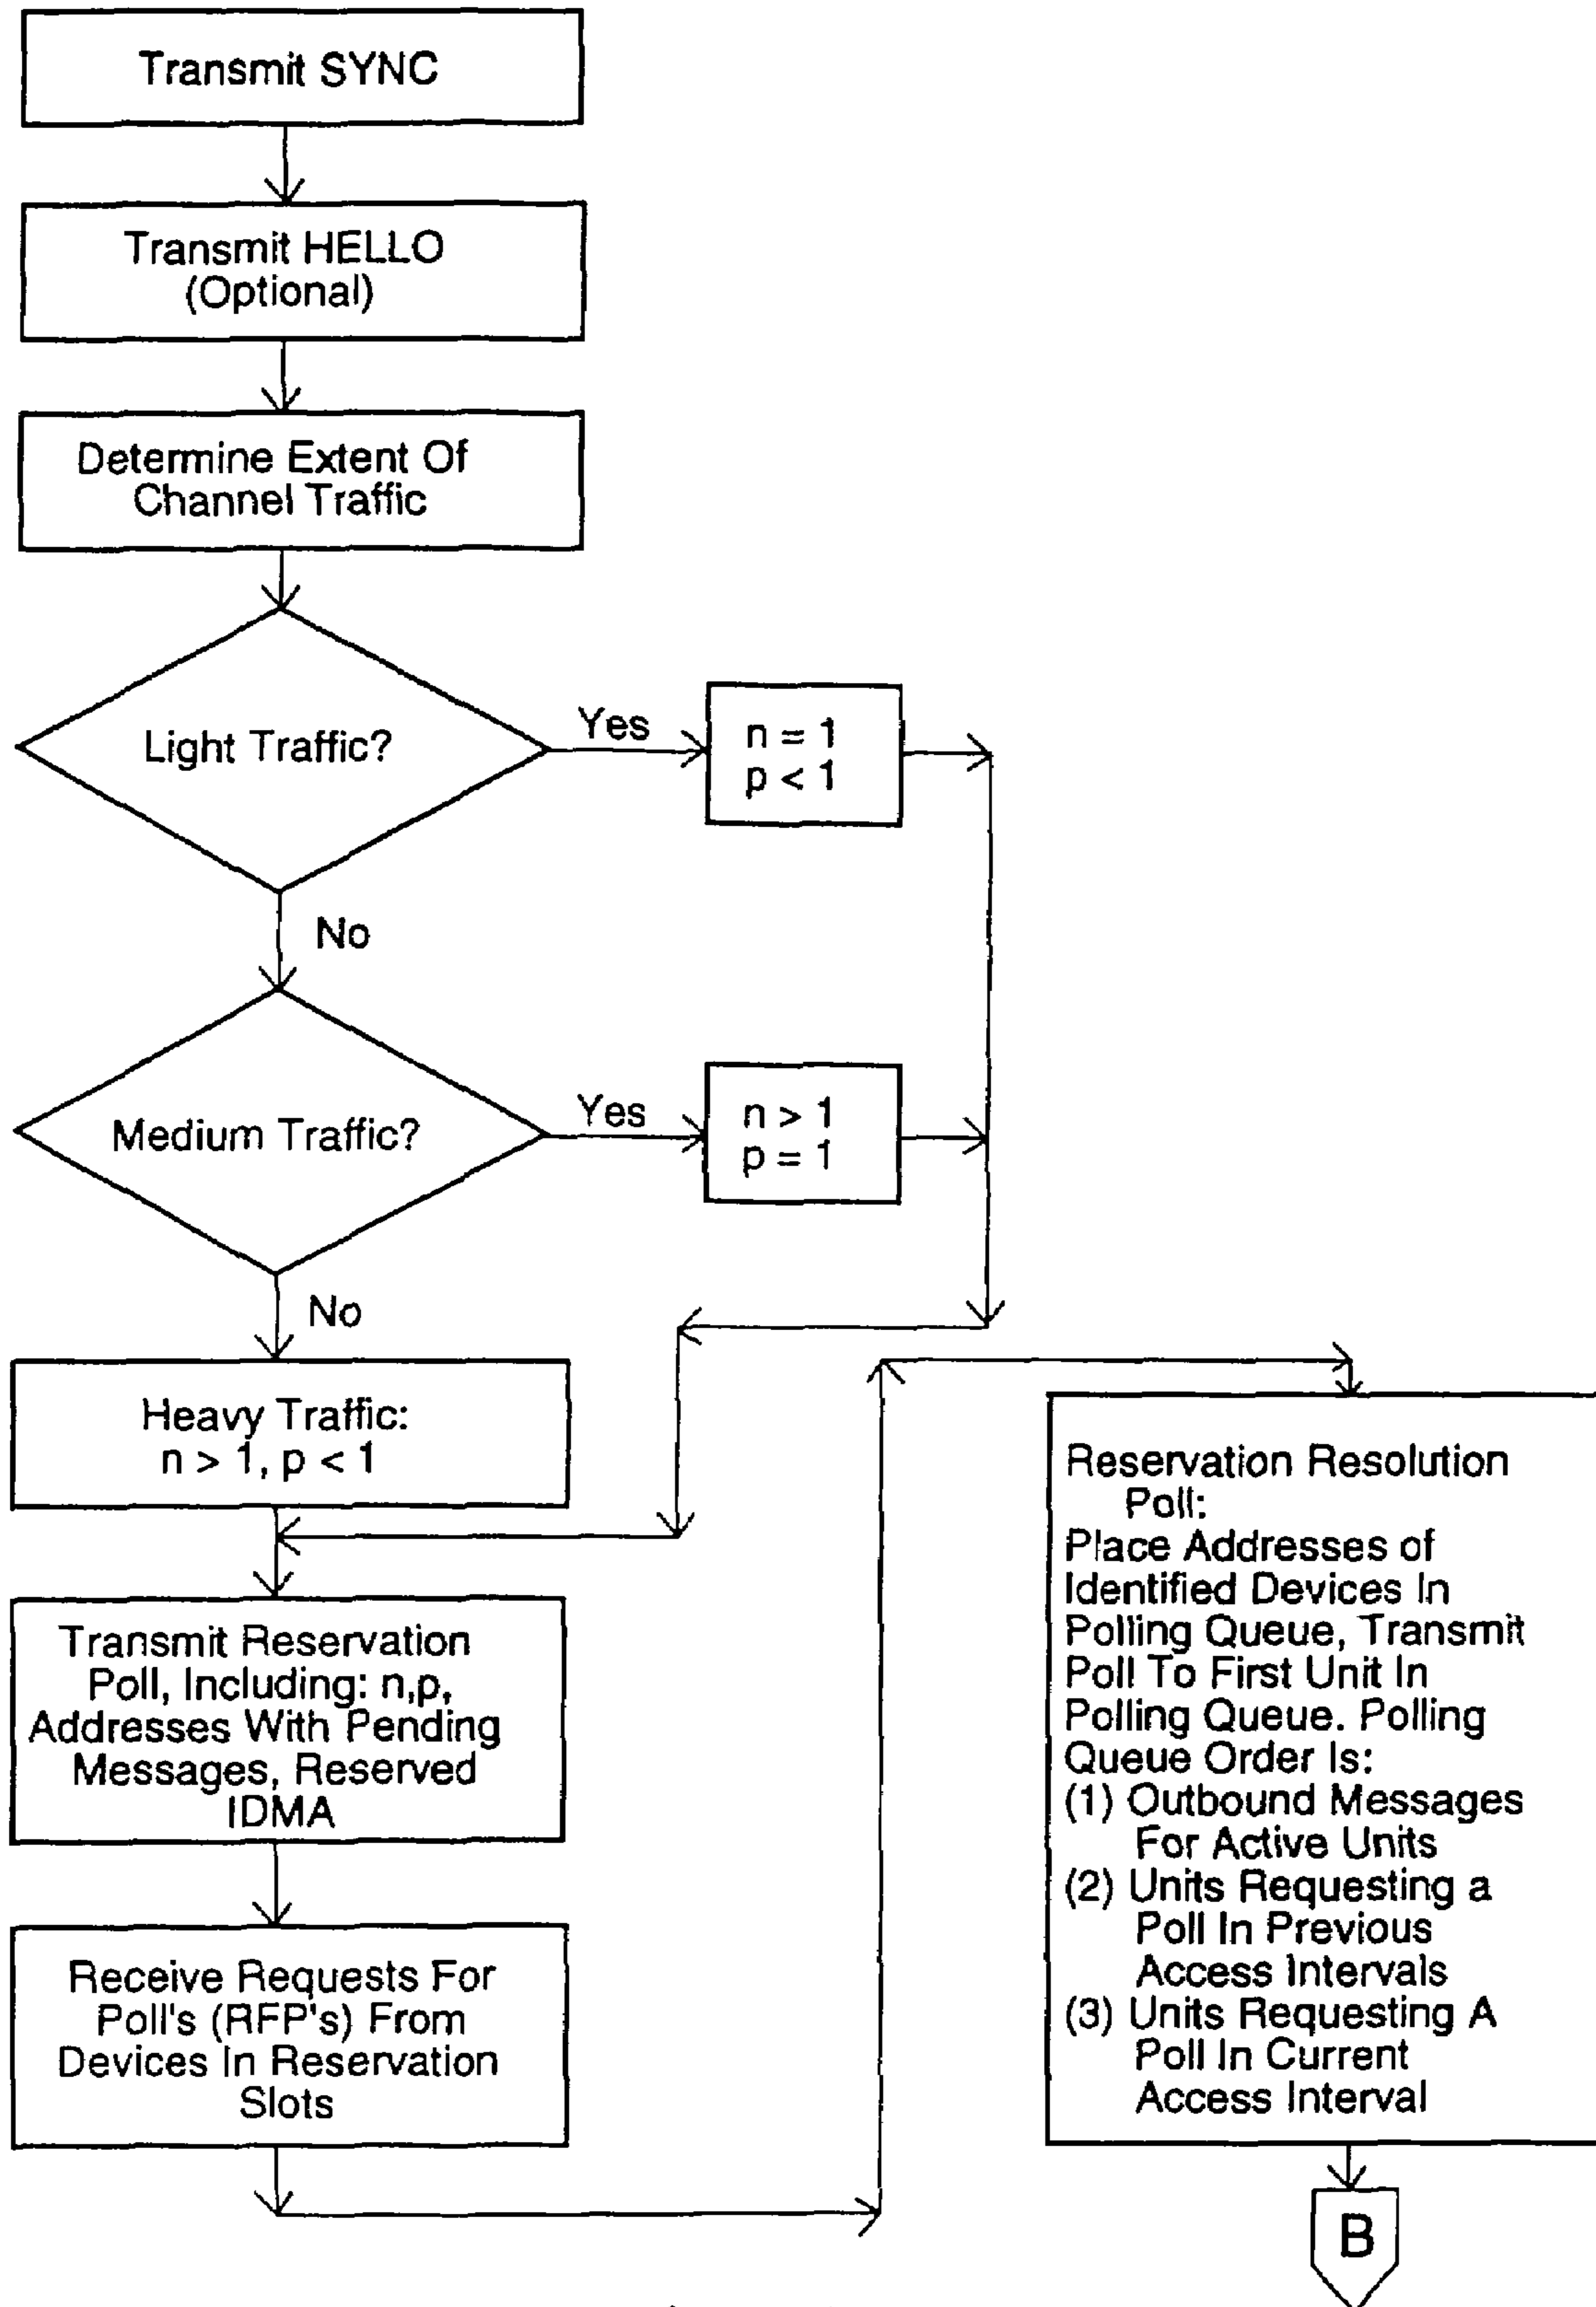 Transmit SYNC
Transmit HELLO
(Optional)
Determine Extent Of
Channel Traffic
Light Traffic?
Yes
n = 1
p < 1
No
Medium Traffic?
Yes
n > 1
p = 1
No
Heavy Traffic:
n > 1, p < 1
Transmit Reservation
Poll, Including: n,p,
Addresses With Pending
Messages, Reserved
IDMA
Receive Requests For
Poll's (RFP's) From
Devices In Reservation
Slots
Reservation Resolution
Poll:
Place Addresses of
Identified Devices In
Polling Queue, Transmit
Poll To First Unit In
Polling Queue. Polling
Queue Order Is:
(1) Outbound Messages
For Active Units
(2) Units Requesting a
Poll In Previous
Access Intervals
(3) Units Requesting A
Poll In Current
Access Interval
B